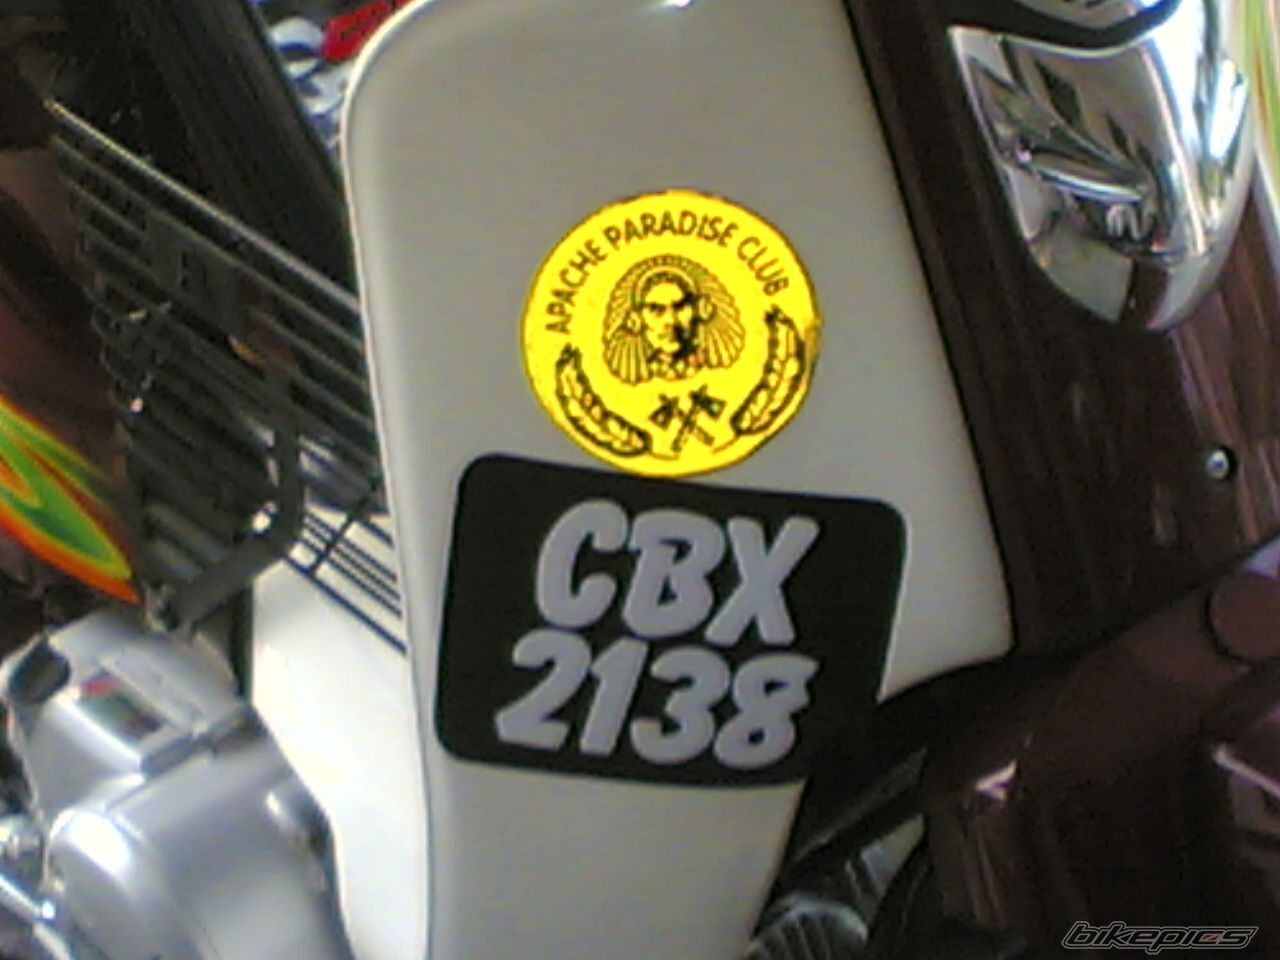 APACHE PARADISE CLUB
CBX
2138
bikepics